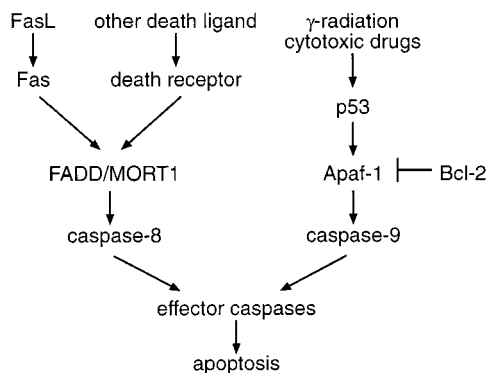 FasL other death ligand γ-radiation
cytotoxic drugs
Fas death receptor
p53
FADD/MORT1 Apaf-1 Bcl-2
caspase-8 caspase-9
effector caspases
apoptosis